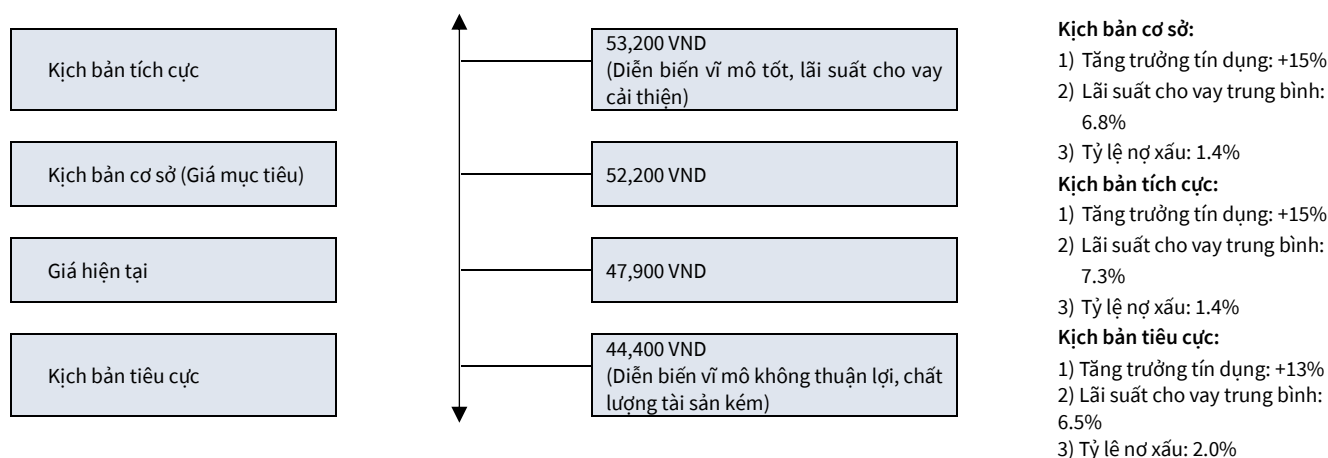 Kịch bản tích cực
53,200 VND
(Diễn biến vĩ mô tốt, lãi suất cho vay
cải thiện)
Kịch bản cơ sở (Giá mục tiêu)
52,200 VND
Giá hiện tại
47,900 VND
Kịch bản tiêu cực
44,400 VND
(Diễn biến vĩ mô không thuận lợi, chất
lượng tài sản kém)
Kịch bản cơ sở:
1) Tăng trưởng tín dụng: +15%
2) Lãi suất cho vay trung bình:
6.8%
3) Tỷ lệ nợ xấu: 1.4%
Kịch bản tích cực:
1) Tăng trưởng tín dụng: +15%
2) Lãi suất cho vay trung bình:
7.3%
3) Tỷ lệ nợ xấu: 1.4%
Kịch bản tiêu cực:
1) Tăng trưởng tín dụng: +13%
2) Lãi suất cho vay trung bình:
6.5%
3) Tỷ lệ nợ xấu: 2.0%